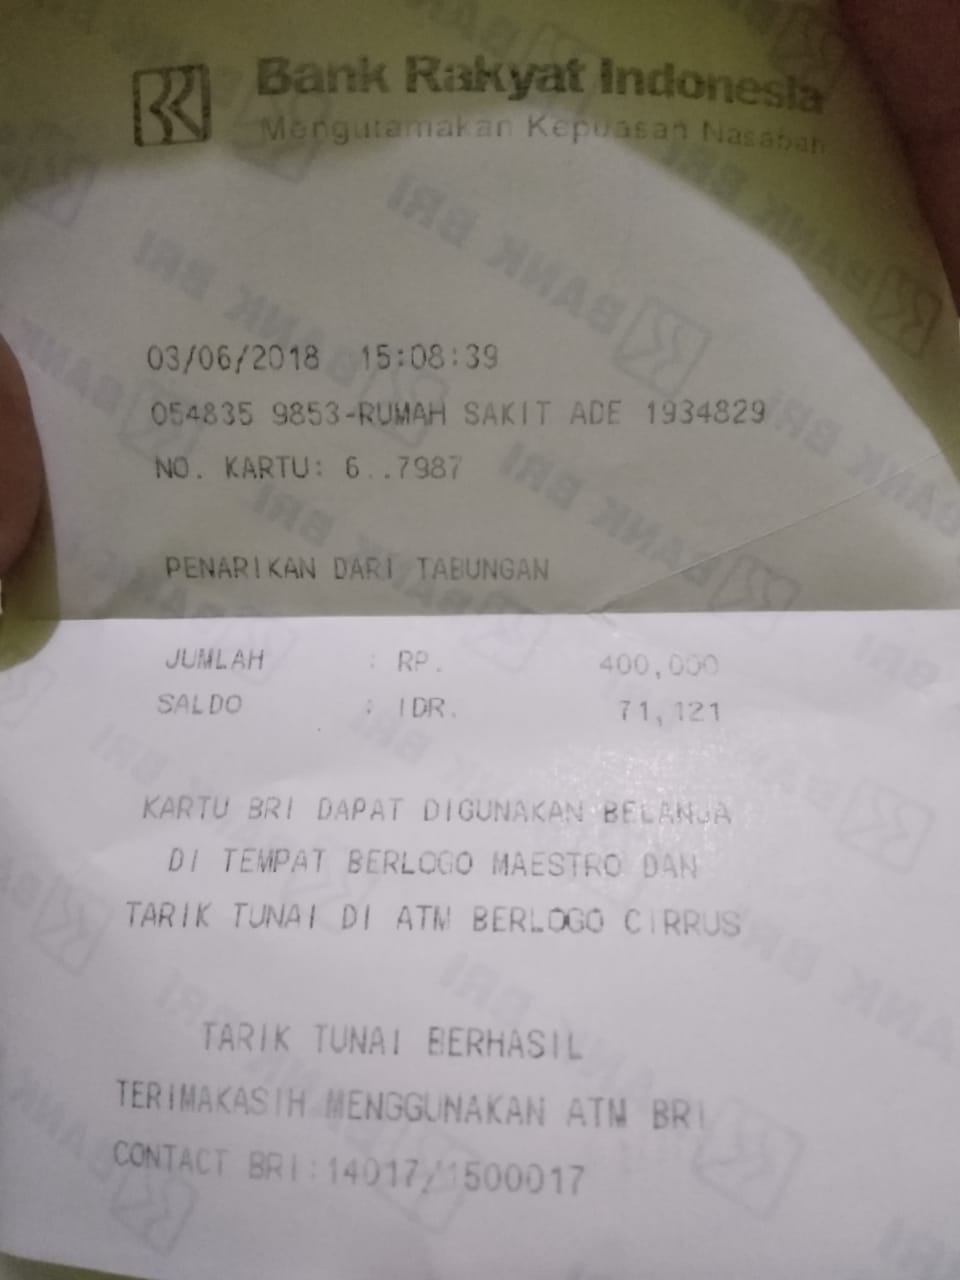 Bank Rakyat Indonesia
Mengutamakan Kepuasan Nasabah
03/06/2018 15:08:39
054835 9853-RUMAH SAKIT ADE 1934829
NO. KARTU: 6..7987
PENARIKAN DARI TABUNGAN
JUMLAH : RP. 400,000
SALDO : IDR. 71,121
KARTU BRI DAPAT DIGUNAKAN BELANJA
DI TEMPAT BERLOGO MAESTRO DAN
TARIK TUNAI DI ATM BERLOGO CIRRUS
TARIK TUNAI BERHASIL
TERIMAKASIH MENGGUNAKAN ATM BRI
CONTACT BRI:14017/1500017